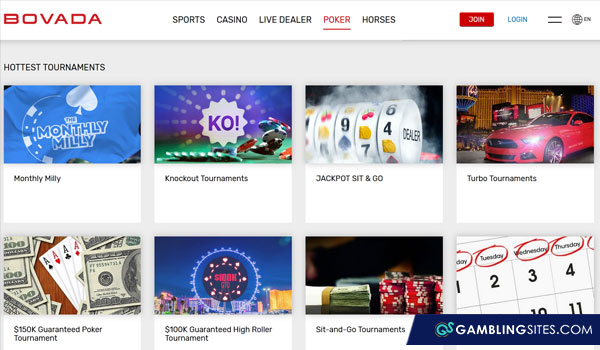 BOVADA
SPORTS CASINO LIVE DEALER POKER HORSES
JOIN LOGIN EN
HOTTEST TOURNAMENTS
THE
MONTHLY
MILLY
KO!
9 9 4
DEALER
Monthly Milly
Knockout Tournaments
JACKPOT SIT & GO
Turbo Tournaments
A A A A
$100K
Tuesday Wednesday Thursday
1 2 3 4
$150K Guaranteed Poker
Tournament
$100K Guaranteed High Roller
Tournament
Sit-and-Go Tournaments
GS GAMBLINGSITES.COM